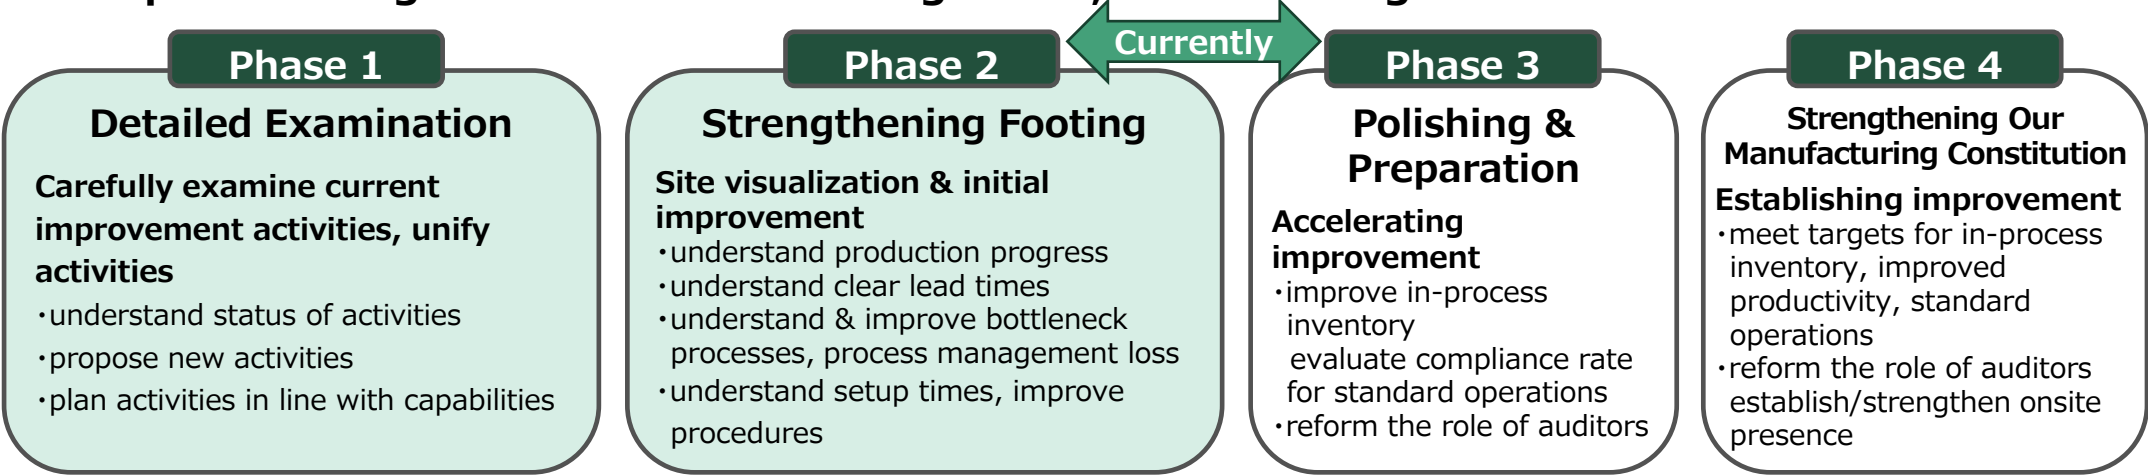 Currently
Phase 1
Detailed Examination
Carefully examine current
improvement activities, unify
activities
・understand status of activities
・propose new activities
・plan activities in line with capabilities
Phase 2
Strengthening Footing
Site visualization & initial
improvement
・understand production progress
・understand clear lead times
・understand & improve bottleneck
processes, process management loss
・understand setup times, improve
procedures
Phase 3
Polishing &
Preparation
Accelerating
improvement
・improve in-process
inventory
evaluate compliance rate
for standard operations
・reform the role of auditors
Phase 4
Strengthening Our
Manufacturing Constitution
Establishing improvement
・meet targets for in-process
inventory, improved
productivity, standard
operations
・reform the role of auditors
establish/strengthen onsite
presence